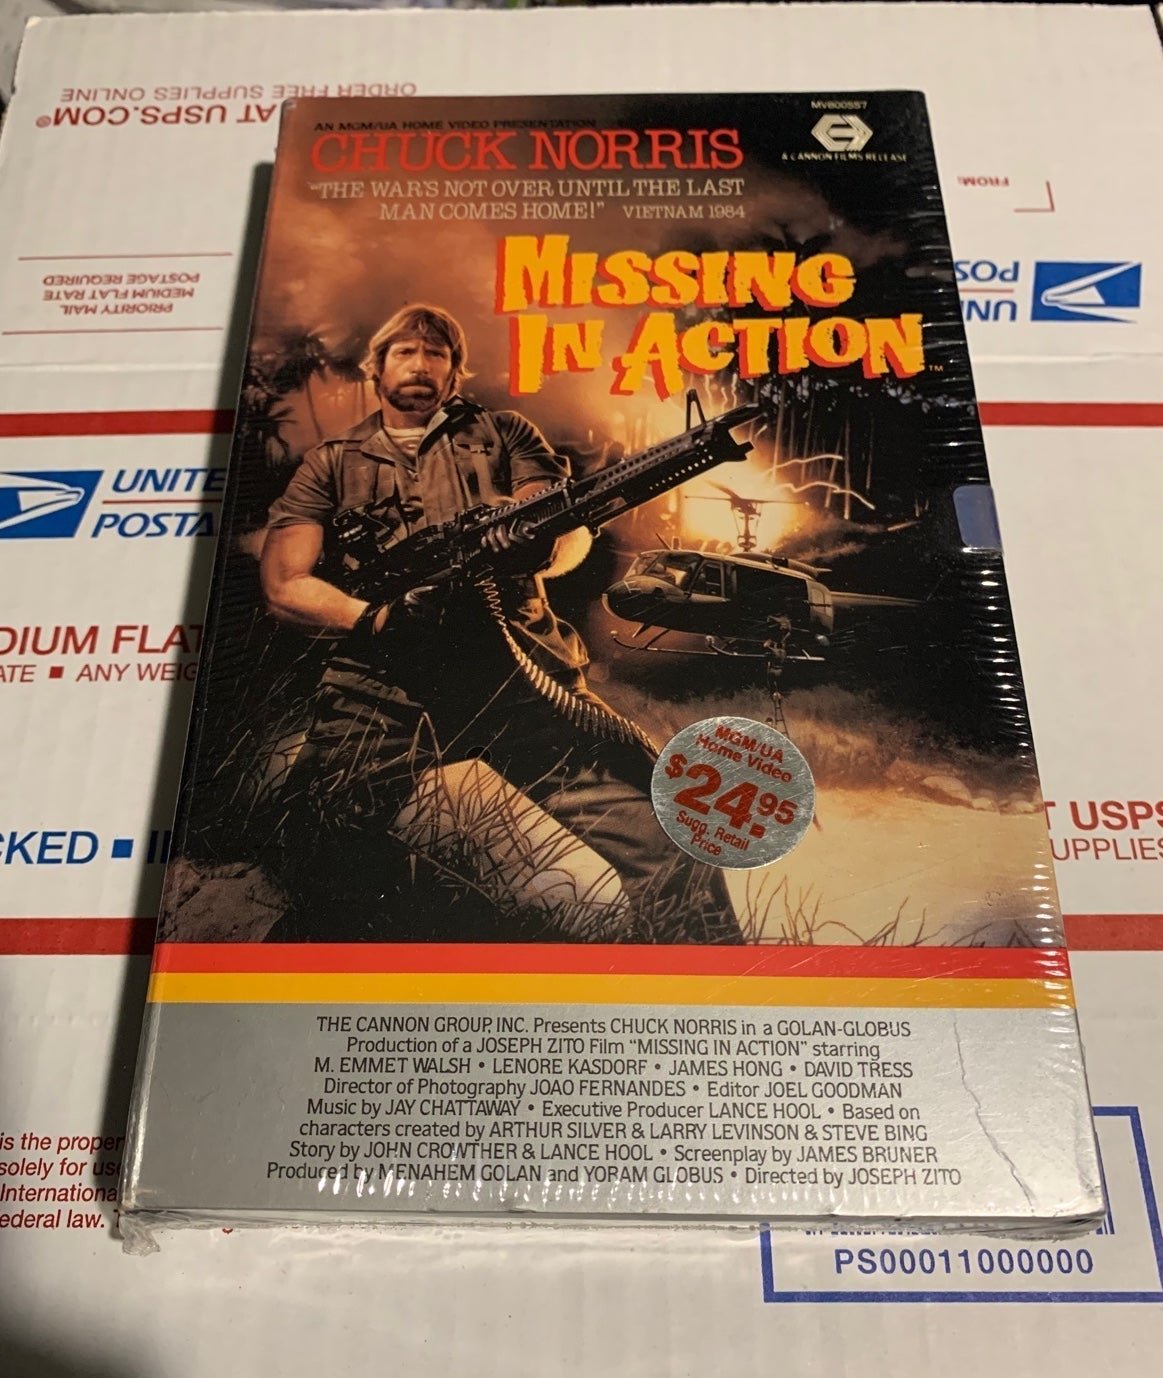 ORDER FREE SUPPLIES ONLINE
AT USPS.COM®
FROM:
POSTAGE REQUIRED
MEDIUM FLAT RATE
PRIORITY MAIL
UNI
POS
UNITE
POSTA
DIUM FLAT
ATE ■ ANY WEIG
CKED ■ I
T USPS
UPPLIES
is the proper
solely for us
Internationa
ederal law.
PS00011000000
AN MGM/UA HOME VIDEO PRESENTATION
MV800557
CHUCK NORRIS
A CANNON FILMS RELEASE
"THE WAR'S NOT OVER UNTIL THE LAST
MAN COMES HOME!" VIETNAM 1984
MISSING
IN ACTION™
MGM/UA
Home Video
$24.95
Sugg. Retail
Price
THE CANNON GROUP, INC. Presents CHUCK NORRIS in a GOLAN-GLOBUS
Production of a JOSEPH ZITO Film "MISSING IN ACTION" starring
M. EMMET WALSH • LENORE KASDORF • JAMES HONG • DAVID TRESS
Director of Photography JOAO FERNANDES • Editor JOEL GOODMAN
Music by JAY CHATTAWAY • Executive Producer LANCE HOOL • Based on
characters created by ARTHUR SILVER & LARRY LEVINSON & STEVE BING
Story by JOHN CROWTHER & LANCE HOOL • Screenplay by JAMES BRUNER
Produced by MENAHEM GOLAN and YORAM GLOBUS • Directed by JOSEPH ZITO